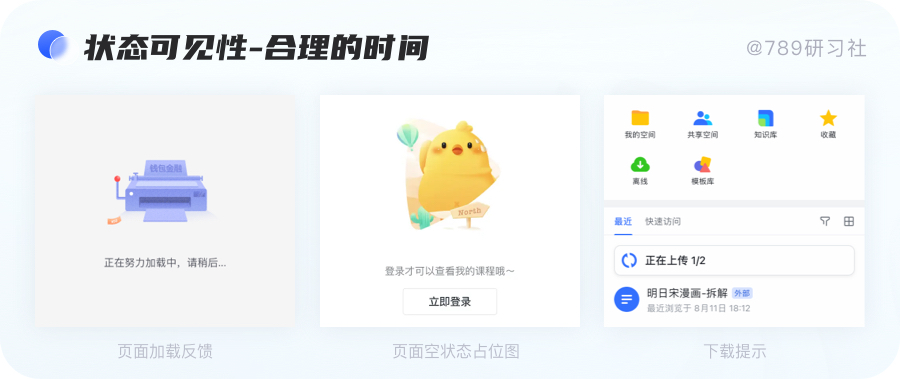 状态可见性-合理的时间
@789研习社
钱包金融
正在努力加载中，请稍后...
页面加载反馈
North
登录才可以查看我的课程哦～
立即登录
页面空状态占位图
我的空间
共享空间
知识库
收藏
离线
模板库
最近
快速访问
正在上传 1/2
明日宋漫画-拆解 外部
最近浏览于 8月11日 18:12
下载提示